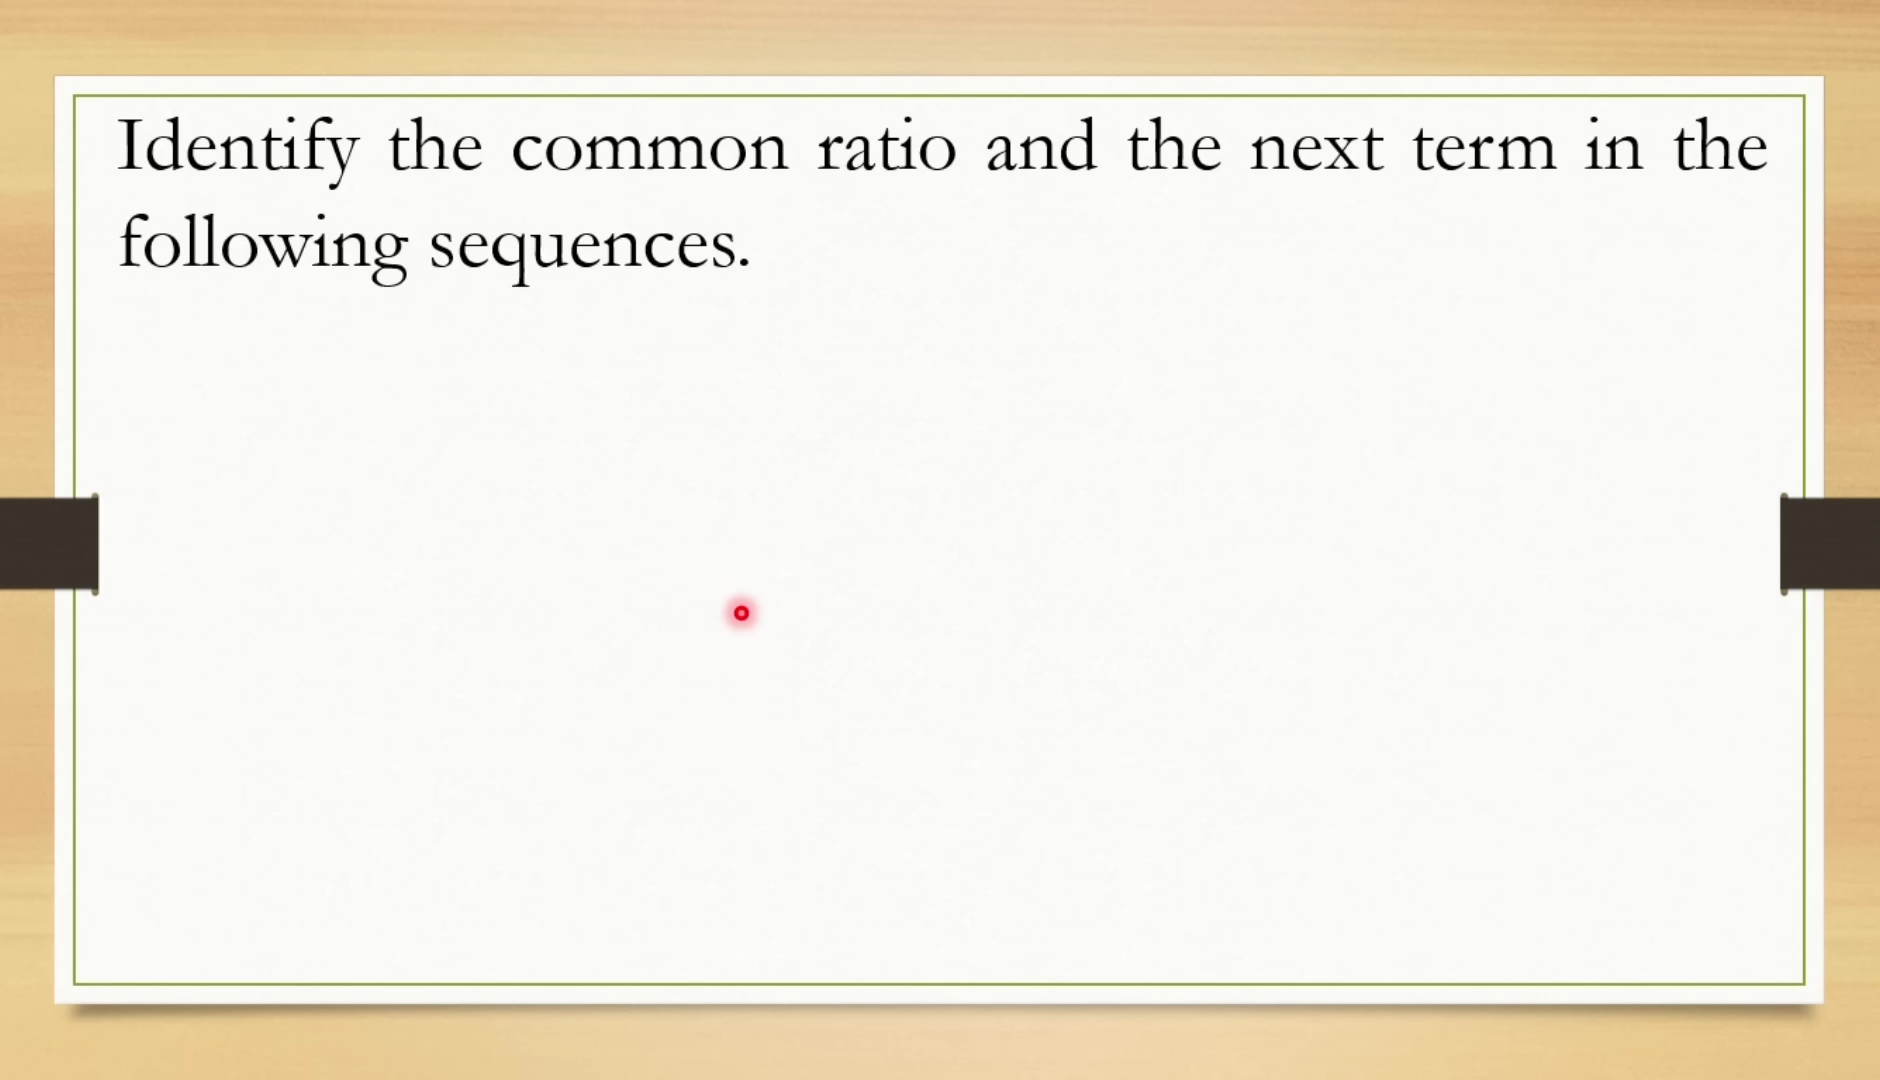 Identify the common ratio and the next term in the
following sequences.